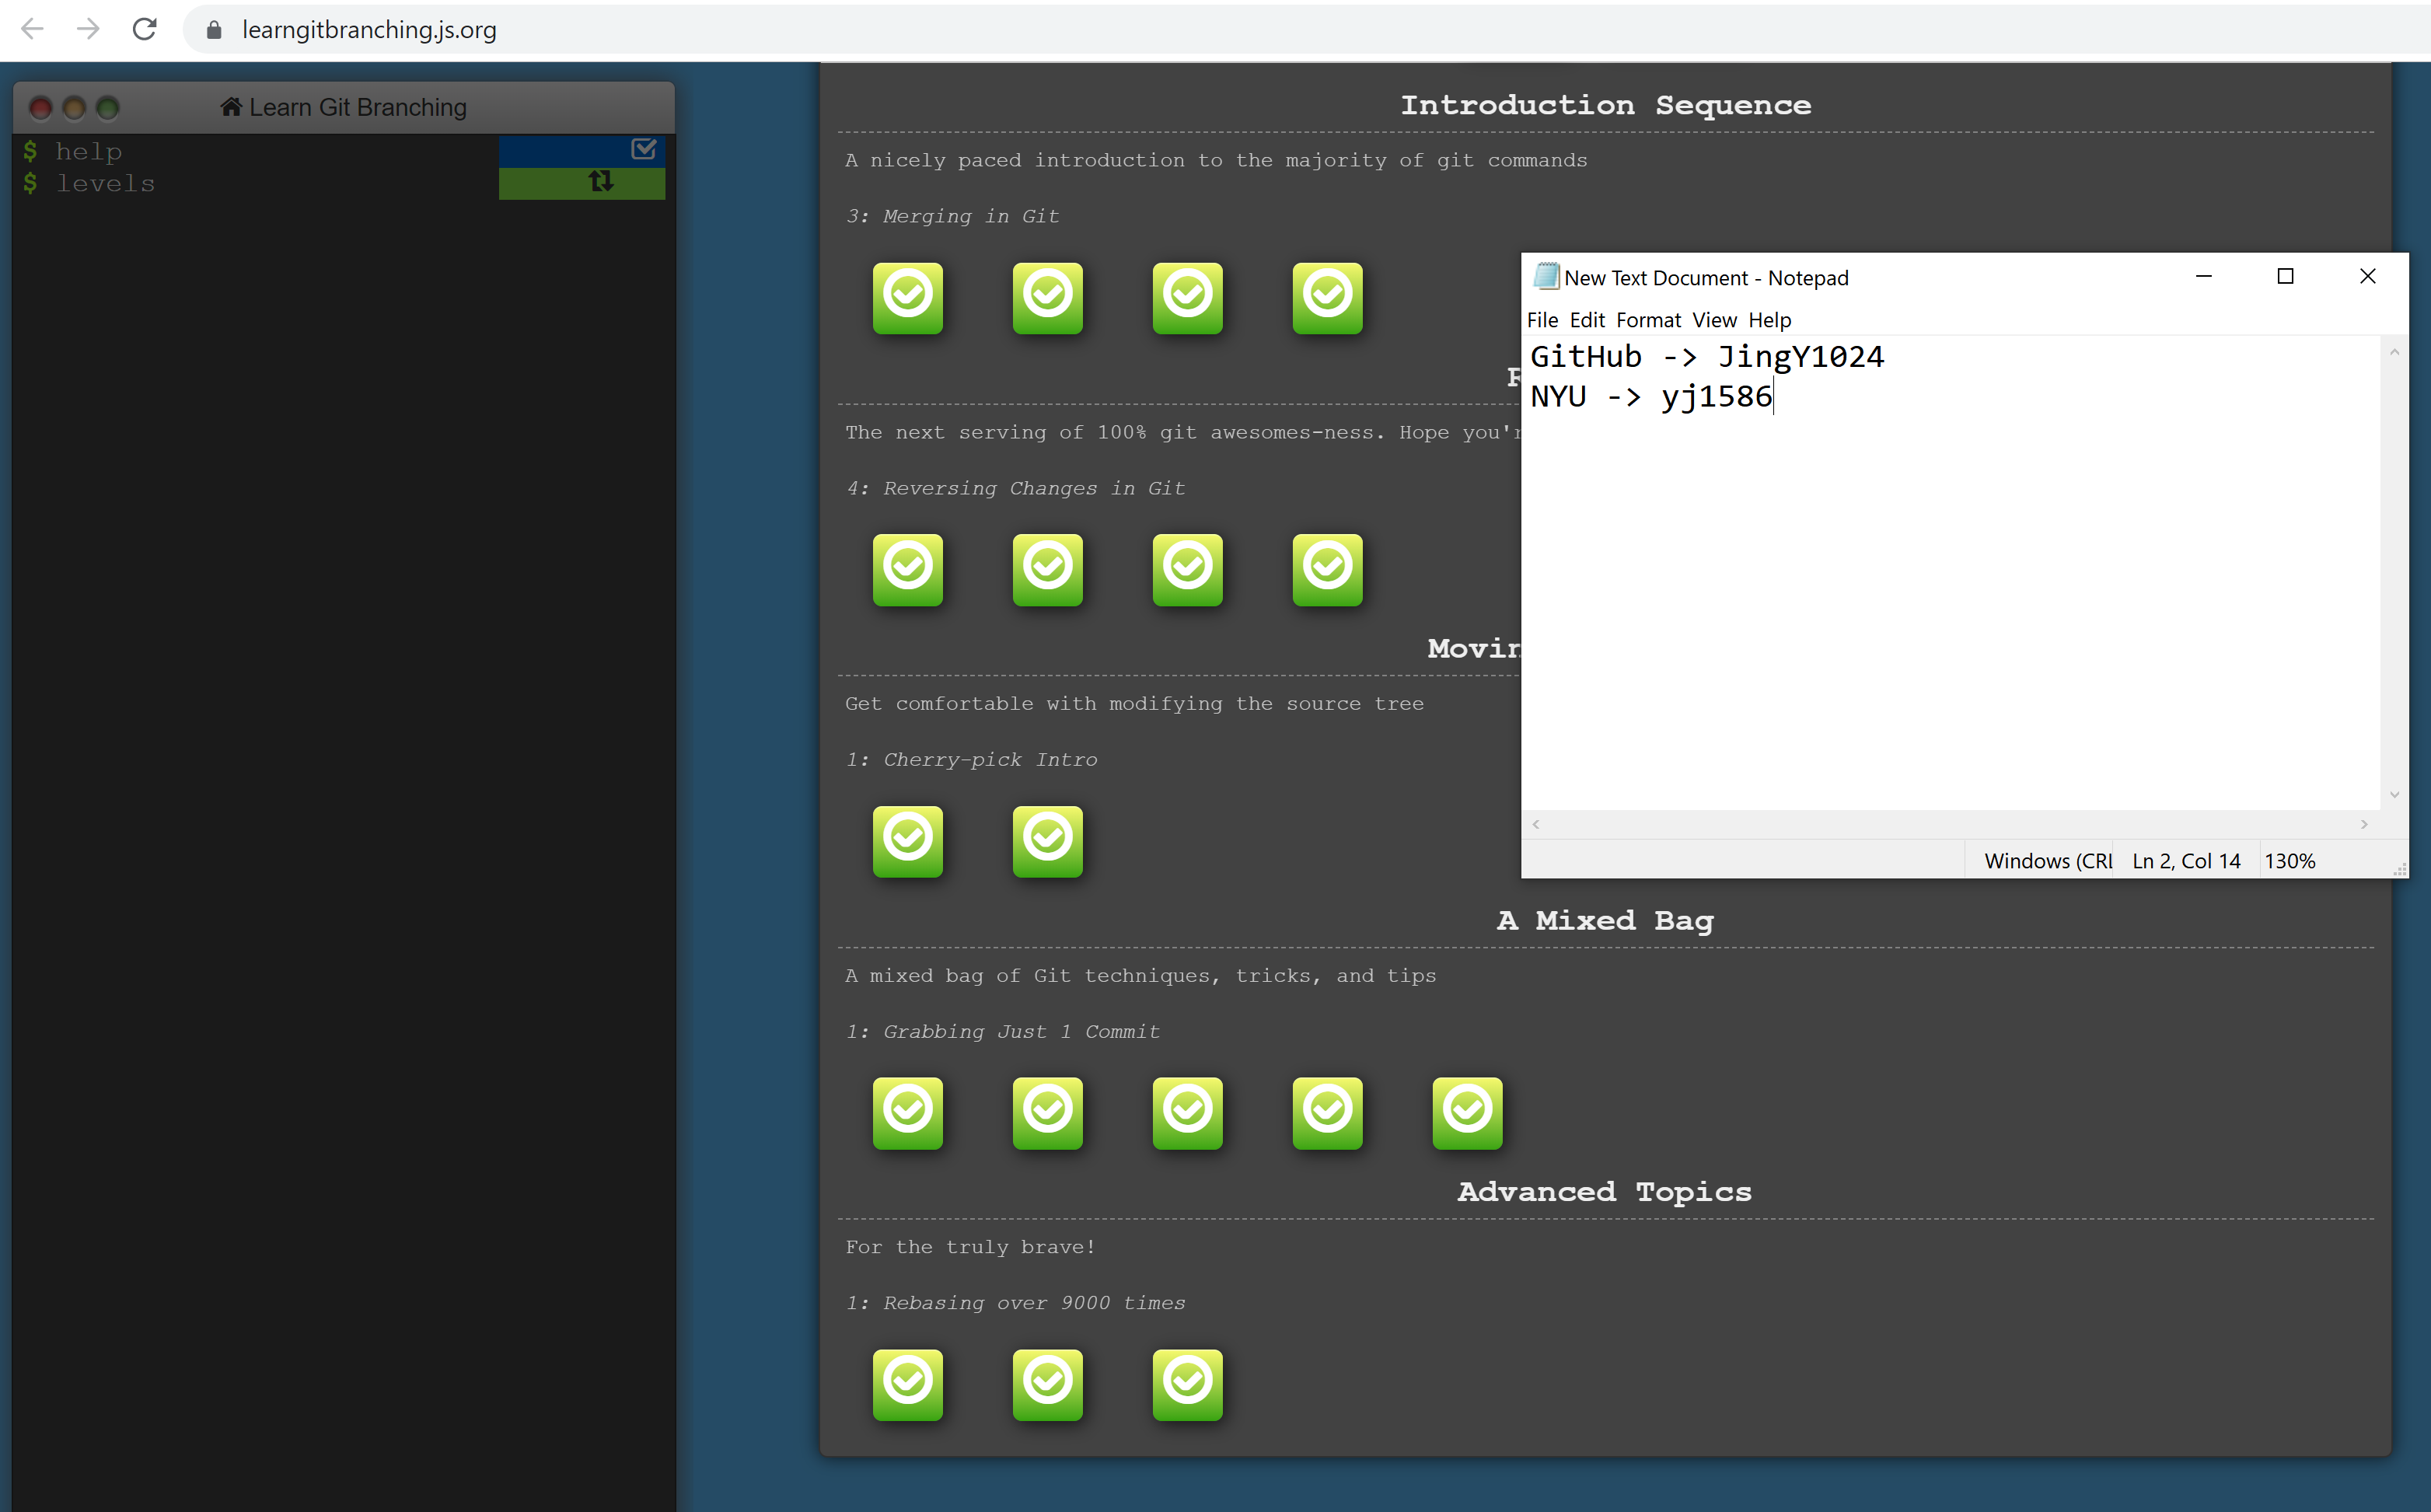 learngitbranching.js.org
Learn Git Branching
$ help
$ levels
Introduction Sequence
A nicely paced introduction to the majority of git commands
3: Merging in Git
The next serving of 100% git awesomes-ness. Hope
4: Reversing Changes in Git
Get comfortable with modifying the source tree
1: Cherry-pick Intro
A Mixed Bag
A mixed bag of Git techniques, tricks, and tips
1: Grabbing Just 1 Commit
Advanced Topics
For the truly brave!
1: Rebasing over 9000 times
New Text Document - Notepad
File Edit Format View Help
GitHub -> JingY1024
NYU -> yj1586
Windows (CRL Ln 2, Col 14 130%